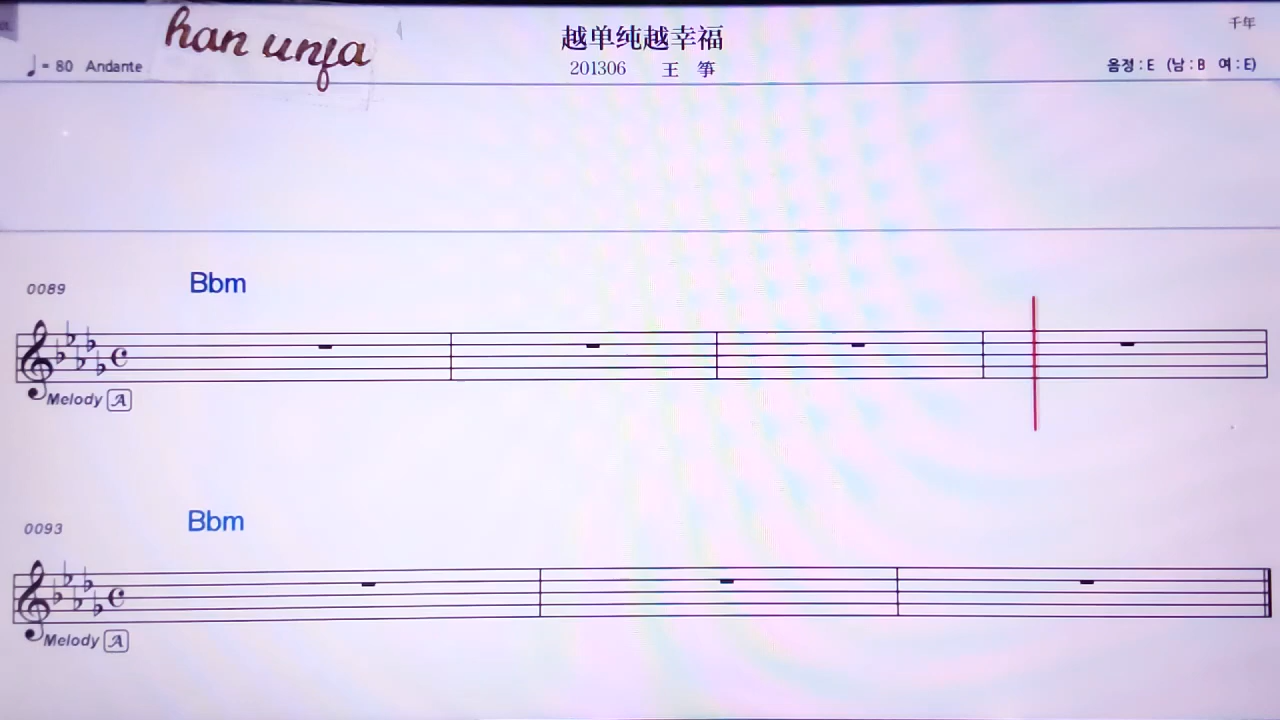 han unfa
越单纯越幸福
千年
= 80 Andante
201306 王 筝
음정 : E (남 : B 여 : E)
0089
Bbm
Melody A
0093
Bbm
Melody A